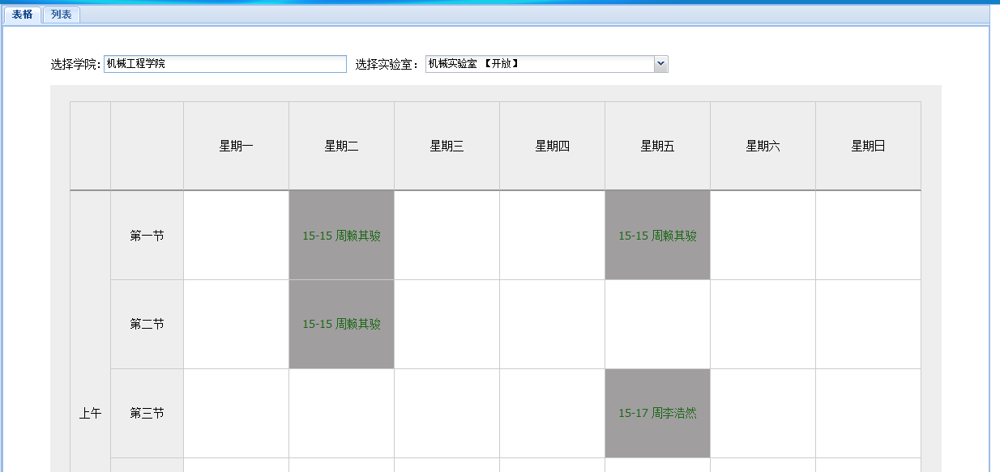 表格 列表
选择学院: 机械工程学院 选择实验室： 机械实验室 【开放】
星期一 星期二 星期三 星期四 星期五 星期六 星期日
第一节 15-15 周赖其骏 15-15 周赖其骏
第二节 15-15 周赖其骏
上午 第三节 15-17 周李浩然